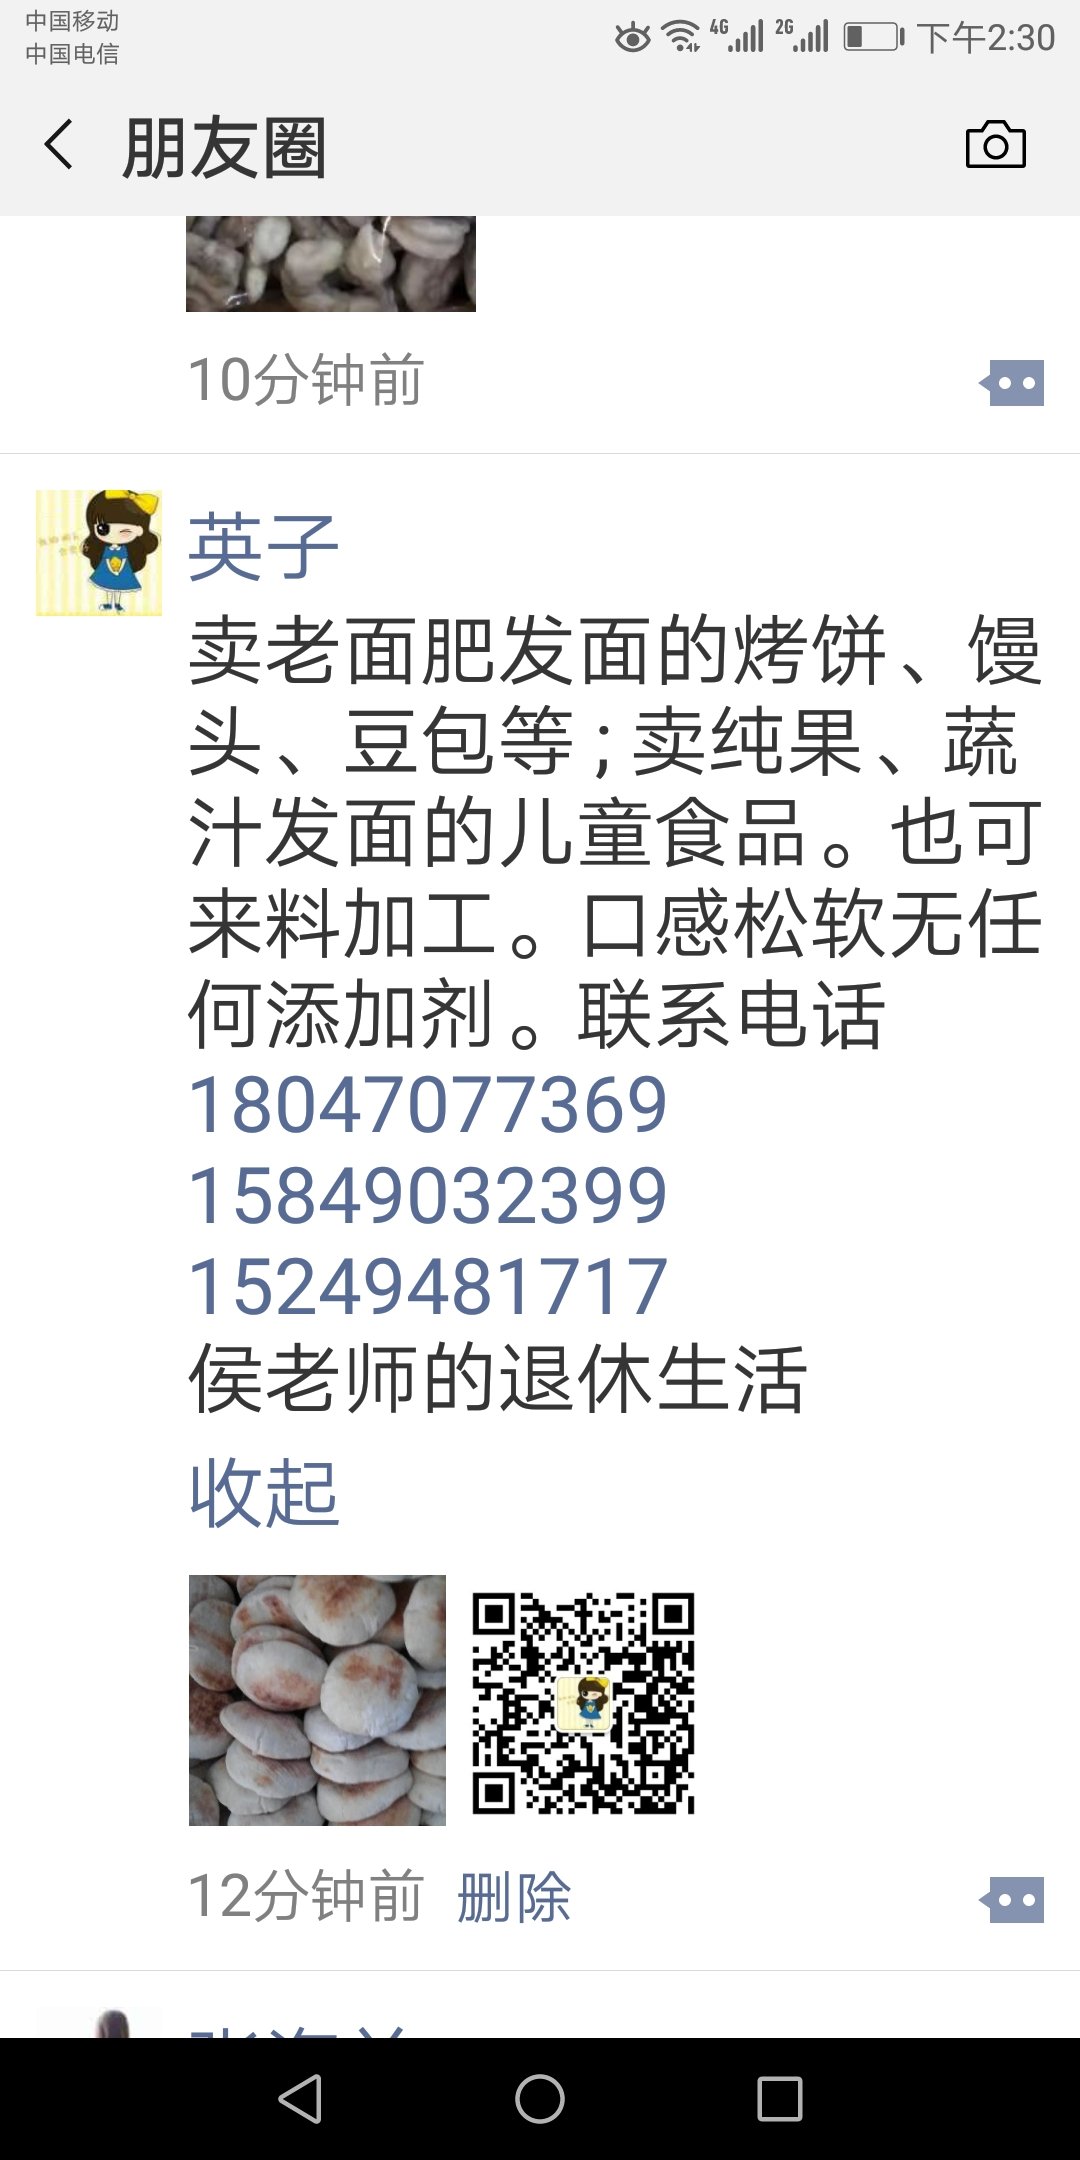 中国移动
中国电信
4G 2G 下午2:30
朋友圈
10分钟前
英子
卖老面肥发面的烤饼、馒
头、豆包等;卖纯果、蔬
汁发面的儿童食品。也可
来料加工。口感松软无任
何添加剂。联系电话
18047077369
15849032399
15249481717
侯老师的退休生活
收起
12分钟前 删除